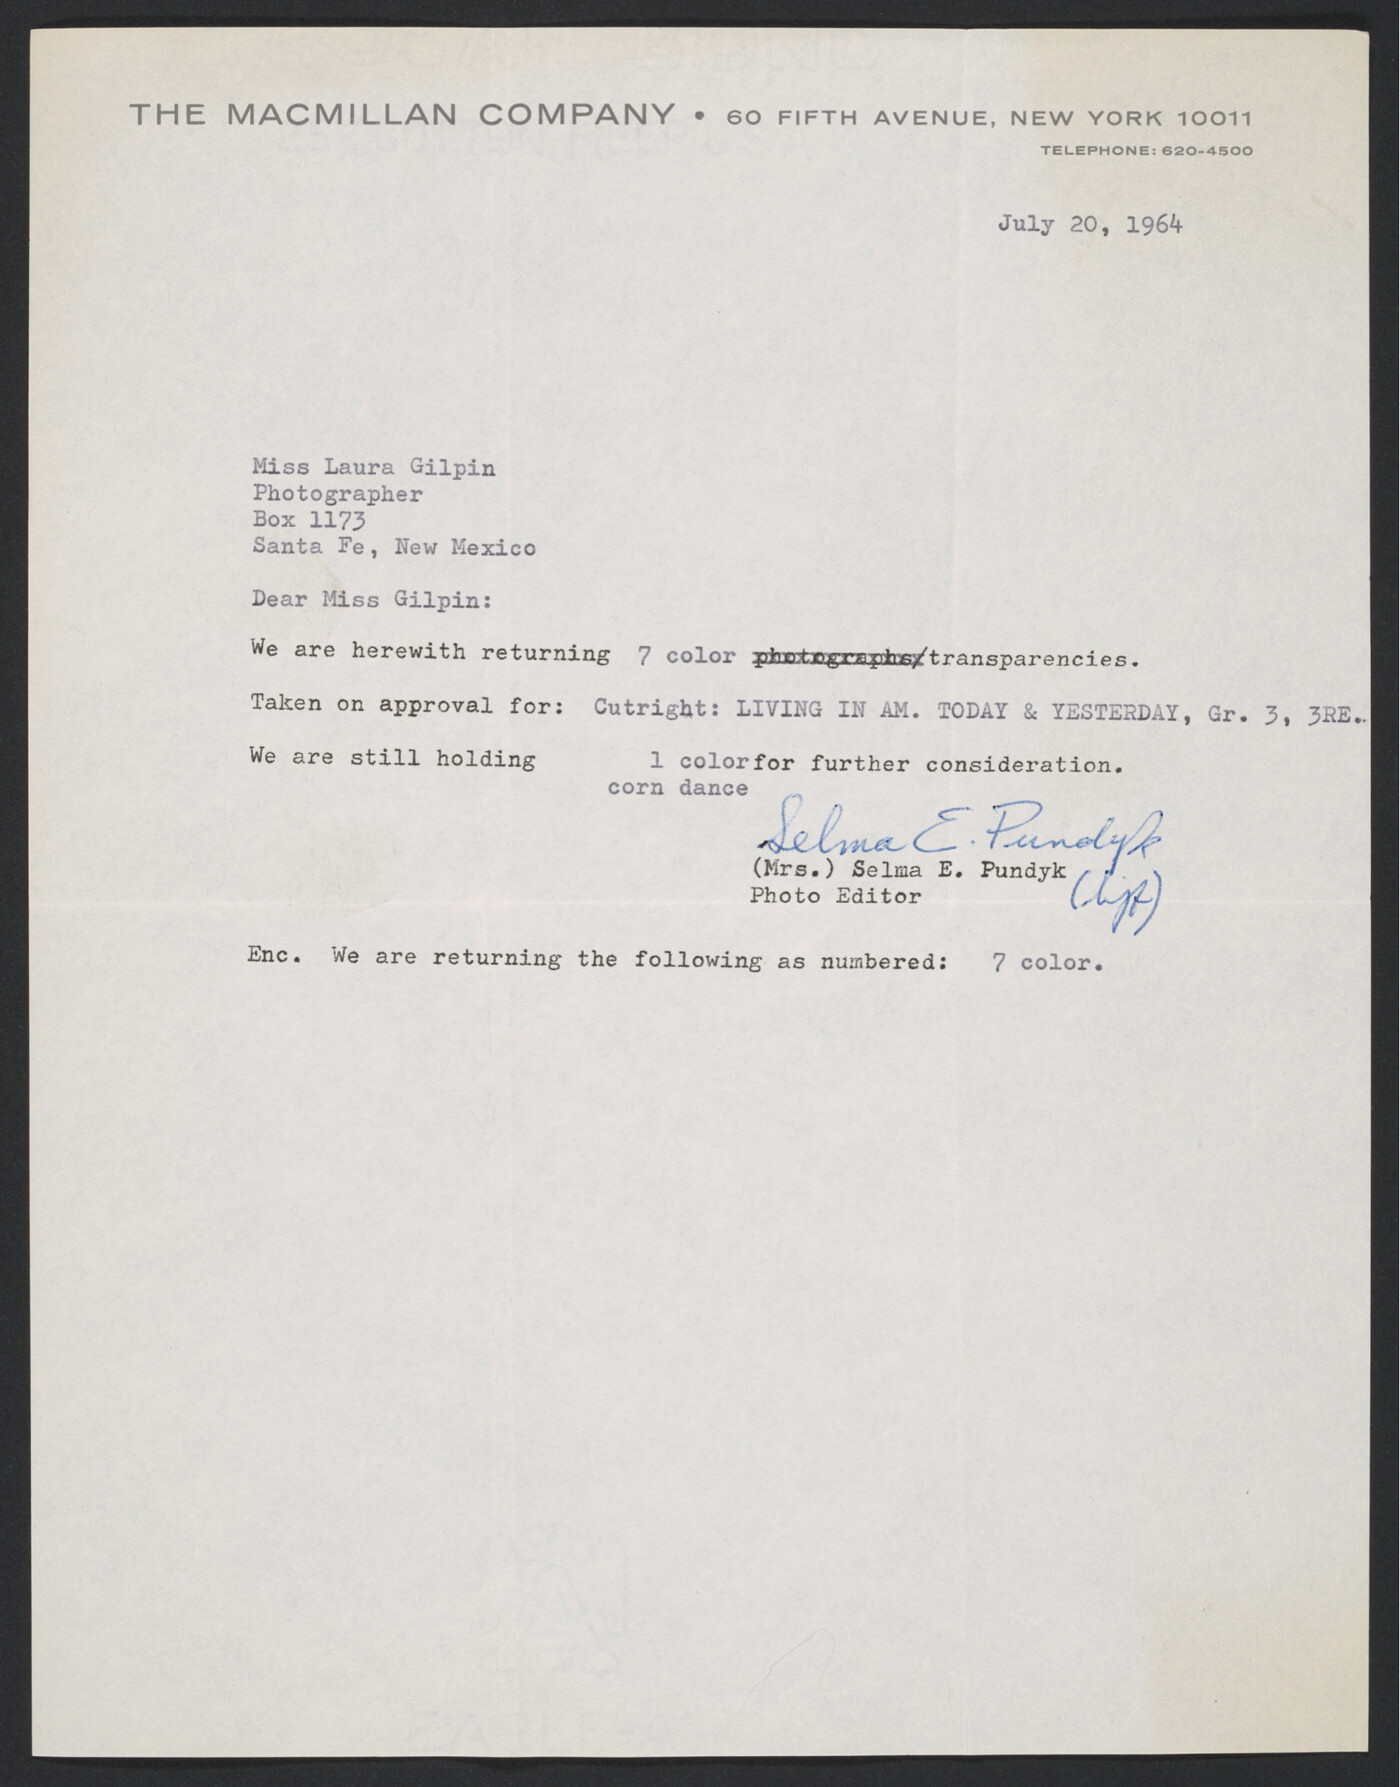 THE MACMILLAN COMPANY • 60 FIFTH AVENUE, NEW YORK 10011
TELEPHONE: 620-4500
July 20, 1964
Miss Laura Gilpin
Photographer
Box 1173
Santa Fe, New Mexico
Dear Miss Gilpin:
We are herewith returning 7 color photographs/transparencies.
Taken on approval for: Cutright: LIVING IN AM. TODAY & YESTERDAY, Gr. 3, 3RE..
We are still holding 1 color for further consideration.
corn dance
Selma E. Pundyk
(Mrs.) Selma E. Pundyk
Photo Editor
Enc. We are returning the following as numbered: 7 color.